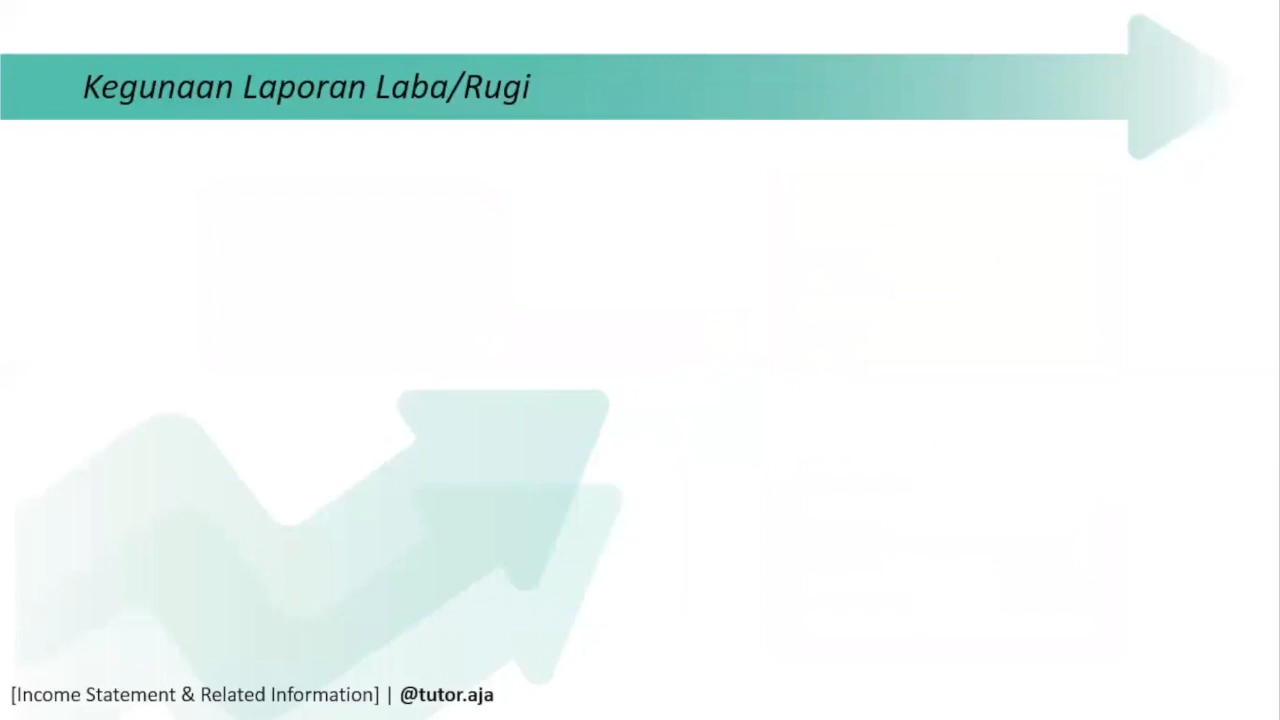 Kegunaan Laporan Laba/Rugi
[Income Statement & Related Information] | @tutor.aja